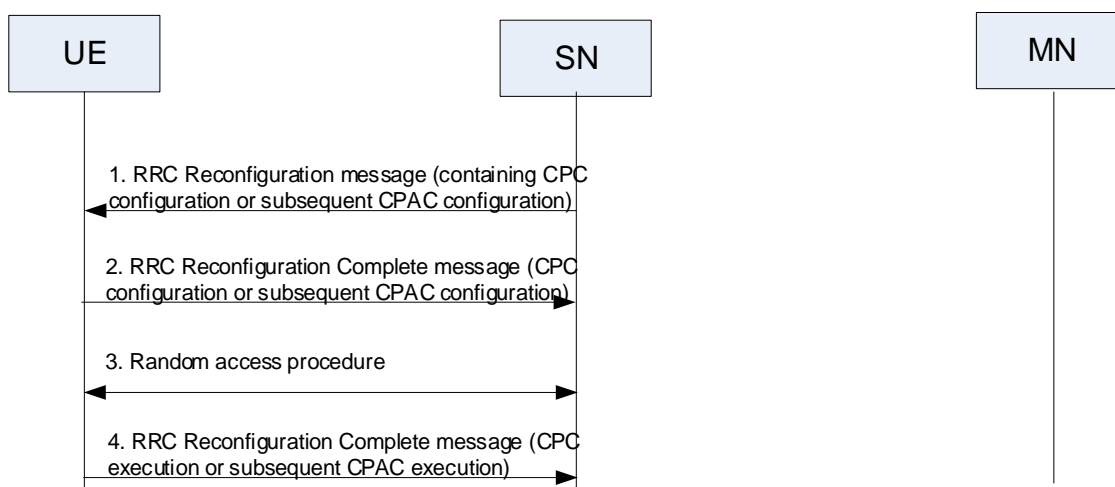 UE
SN
MN
1. RRC Reconfiguration message (containing CPC
configuration or subsequent CPAC configuration)
2. RRC Reconfiguration Complete message (CPC
configuration or subsequent CPAC configuration)
3. Random access procedure
4. RRC Reconfiguration Complete message (CPC
execution or subsequent CPAC execution)